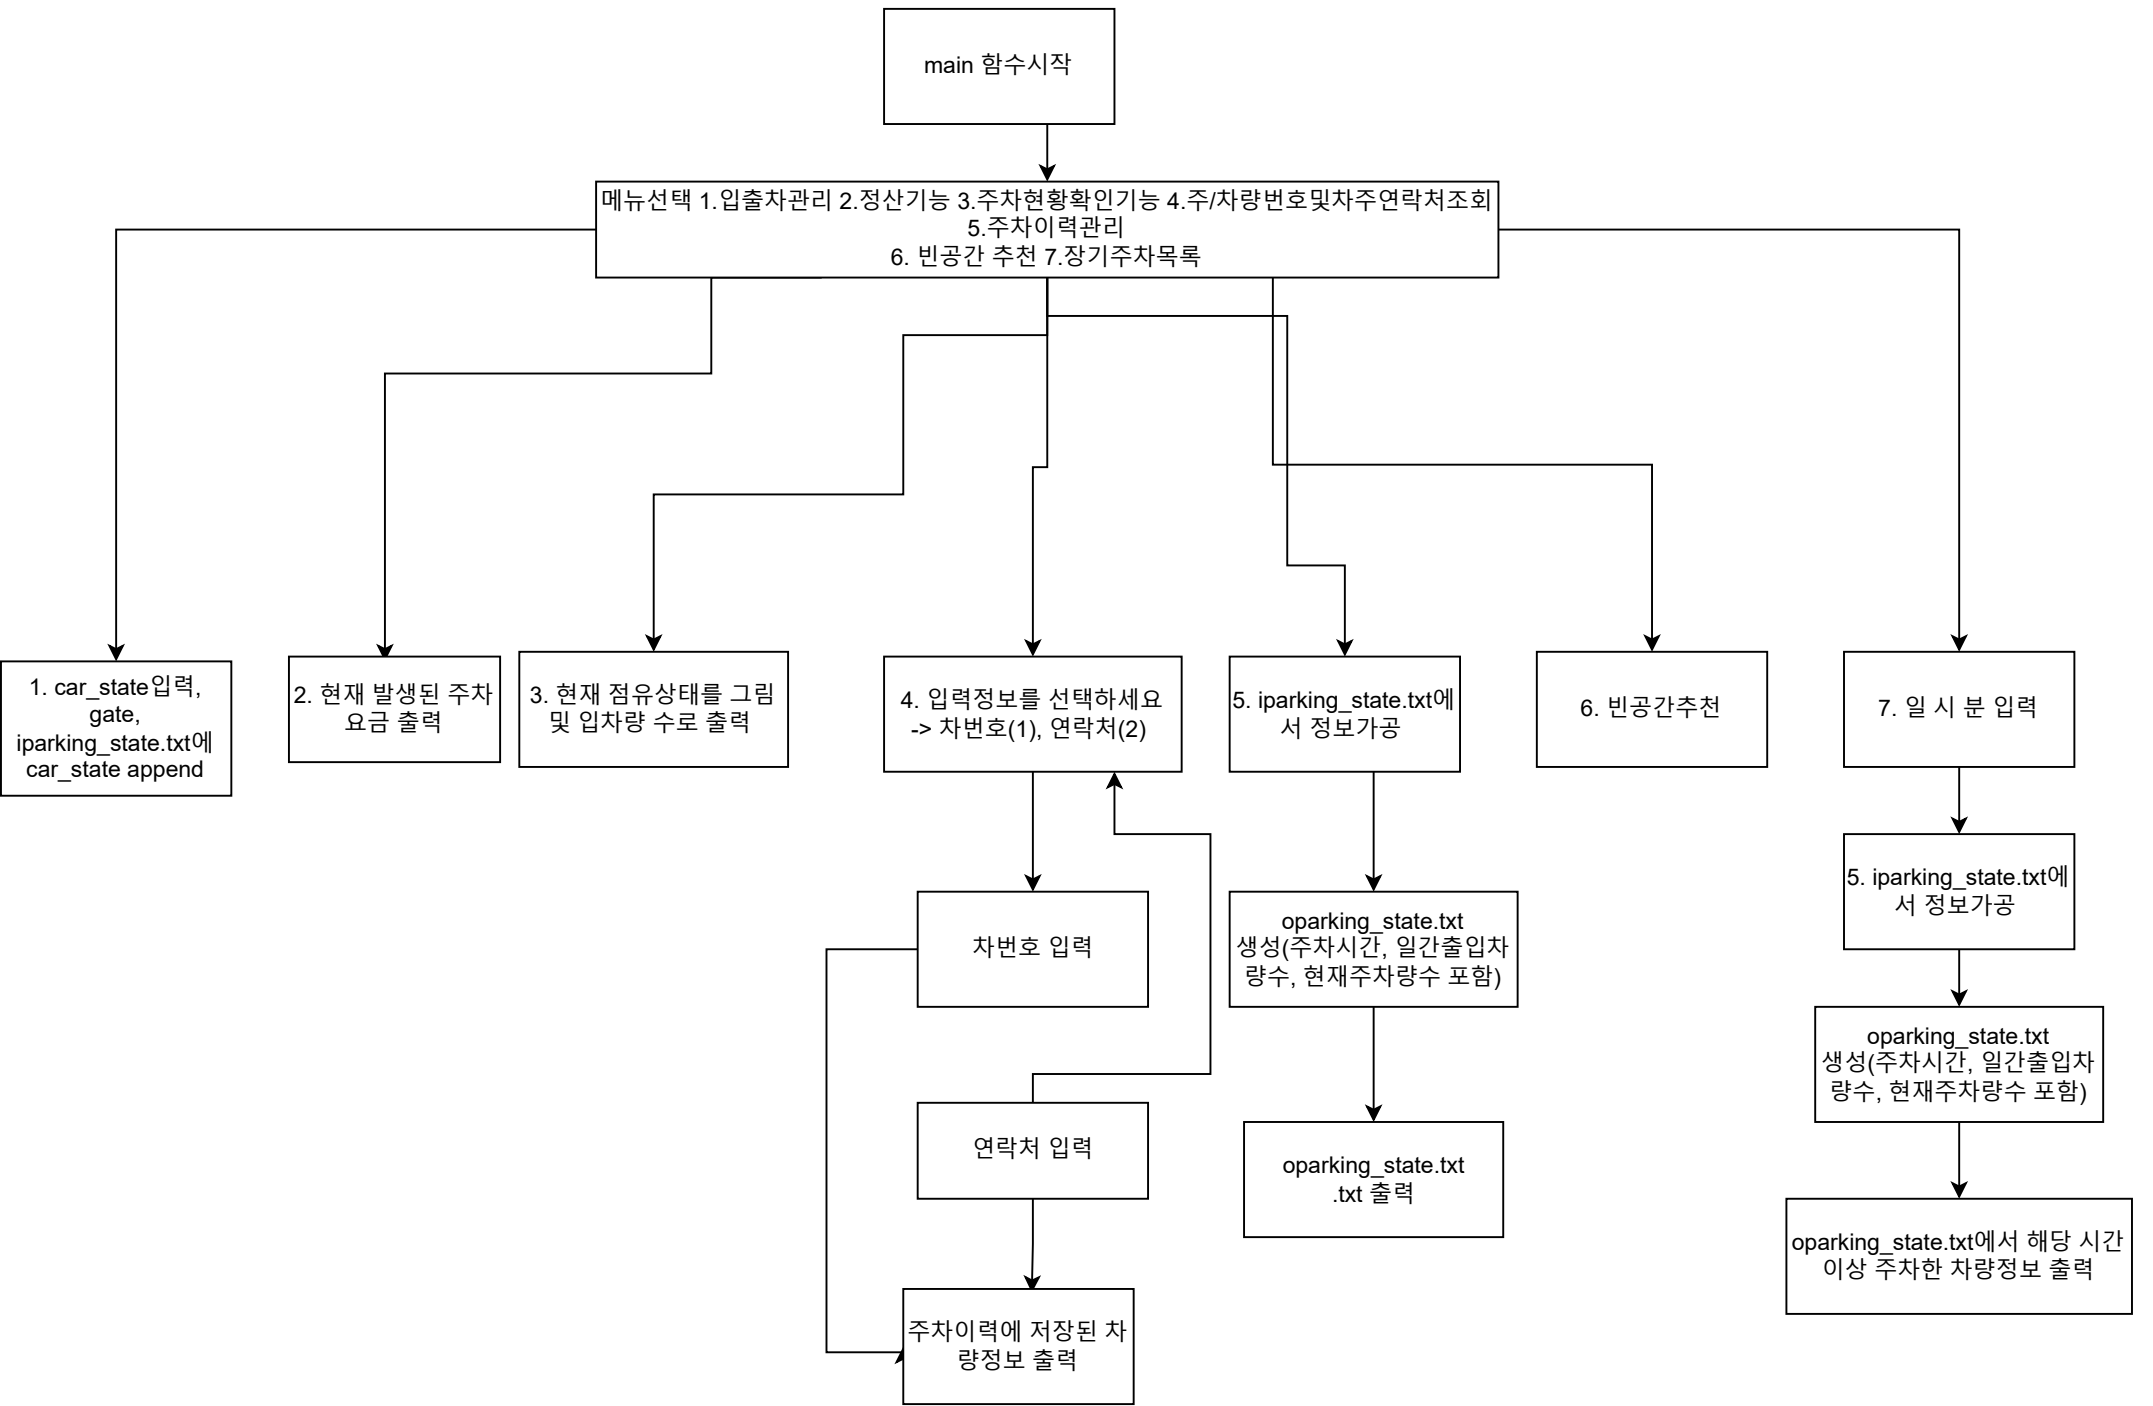 main 함수시작
메뉴선택 1.입출차관리 2.정산기능 3.주차현황확인기능 4.주/차량번호및차주연락처조회
5.주차이력관리
6. 빈공간 추천 7.장기주차목록
1. car_state입력,
gate,
iparking_state.txt에
car_state append
2. 현재 발생된 주차
요금 출력
3. 현재 점유상태를 그림
및 입차량 수로 출력
4. 입력정보를 선택하세요
-> 차번호(1), 연락처(2)
5. iparking_state.txt에
서 정보가공
6. 빈공간추천
7. 일 시 분 입력
차번호 입력
oparking_state.txt
생성(주차시간, 일간출입차
량수, 현재주차량수 포함)
5. iparking_state.txt에
서 정보가공
연락처 입력
oparking_state.txt
.txt 출력
oparking_state.txt
생성(주차시간, 일간출입차
량수, 현재주차량수 포함)
주차이력에 저장된 차
량정보 출력
oparking_state.txt에서 해당 시간
이상 주차한 차량정보 출력